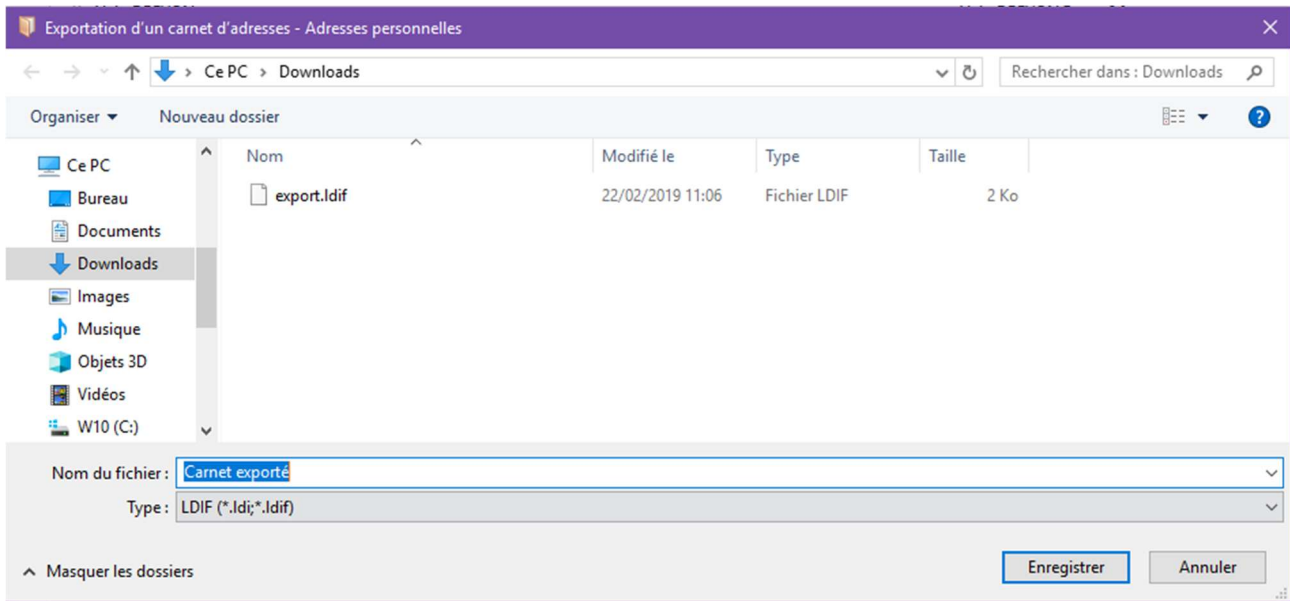 Exportation d'un carnet d'adresses - Adresses personnelles
Ce PC > Downloads
Rechercher dans : Downloads
Organiser
Nouveau dossier
Ce PC
Bureau
Documents
Downloads
Images
Musique
Objets 3D
Vidéos
W10 (C:)
Nom
Modifié le
Type
Taille
export.ldif
22/02/2019 11:06
Fichier LDIF
2 Ko
Nom du fichier : Carnet exporté
Type : LDIF (*.ldi;*.ldif)
Masquer les dossiers
Enregistrer
Annuler